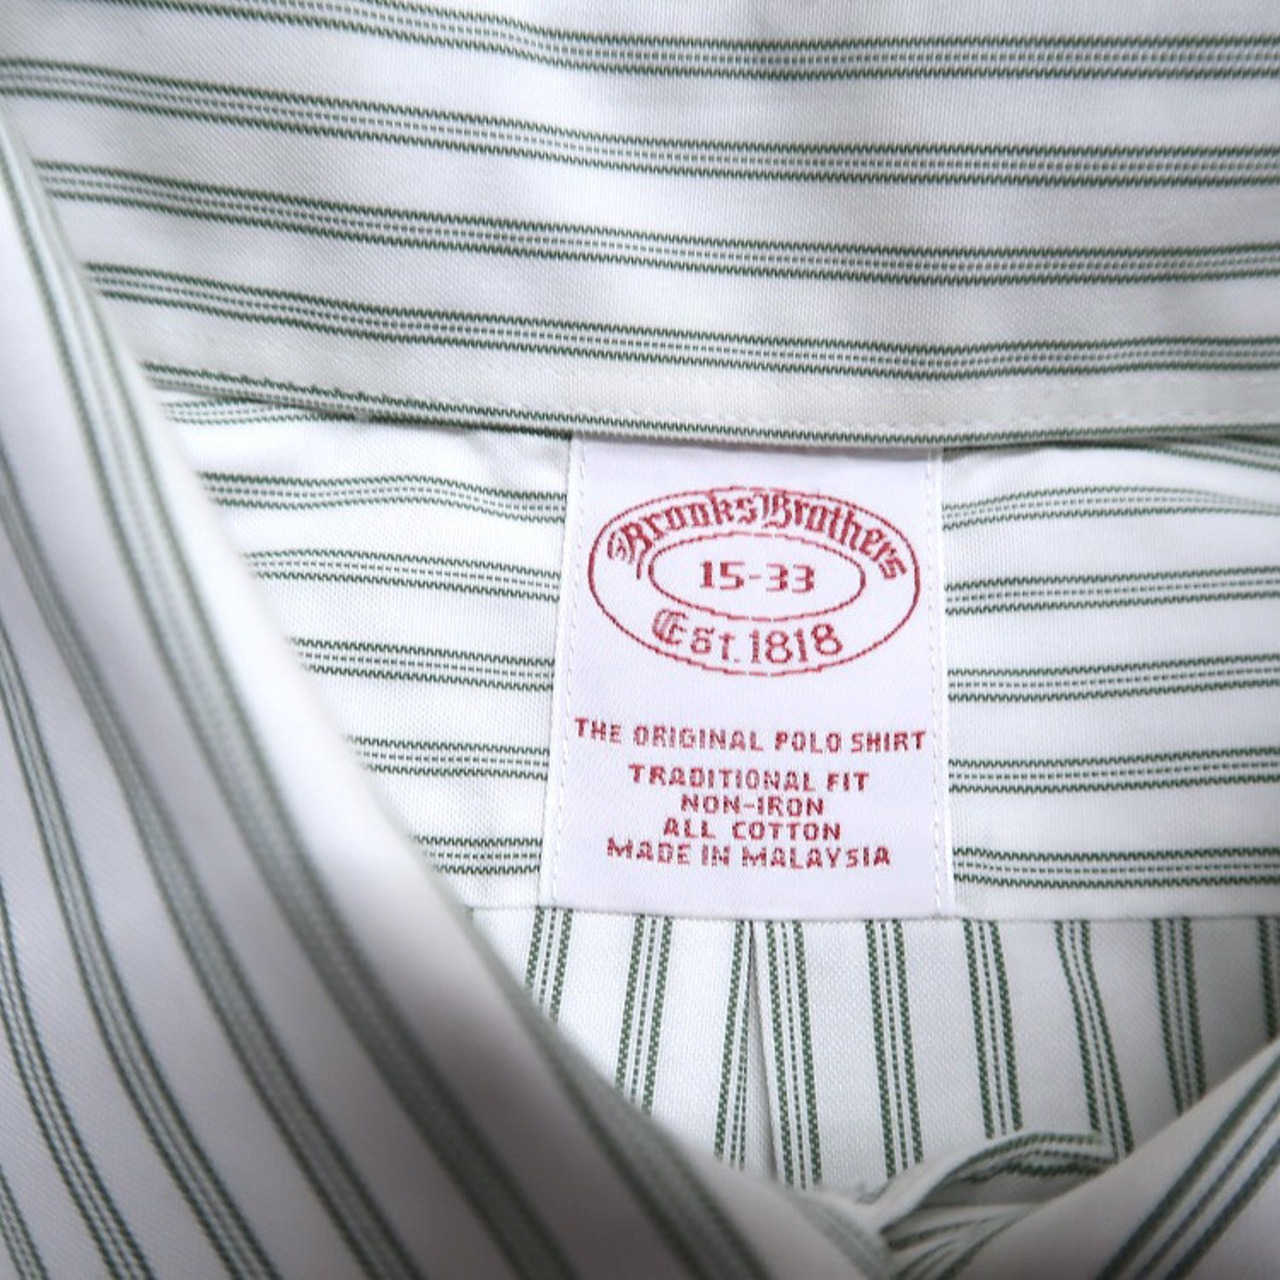 Brooks Brothers
15-33
Est. 1818
THE ORIGINAL POLO SHIRT
TRADITIONAL FIT
NON-IRON
ALL COTTON
MADE IN MALAYSIA